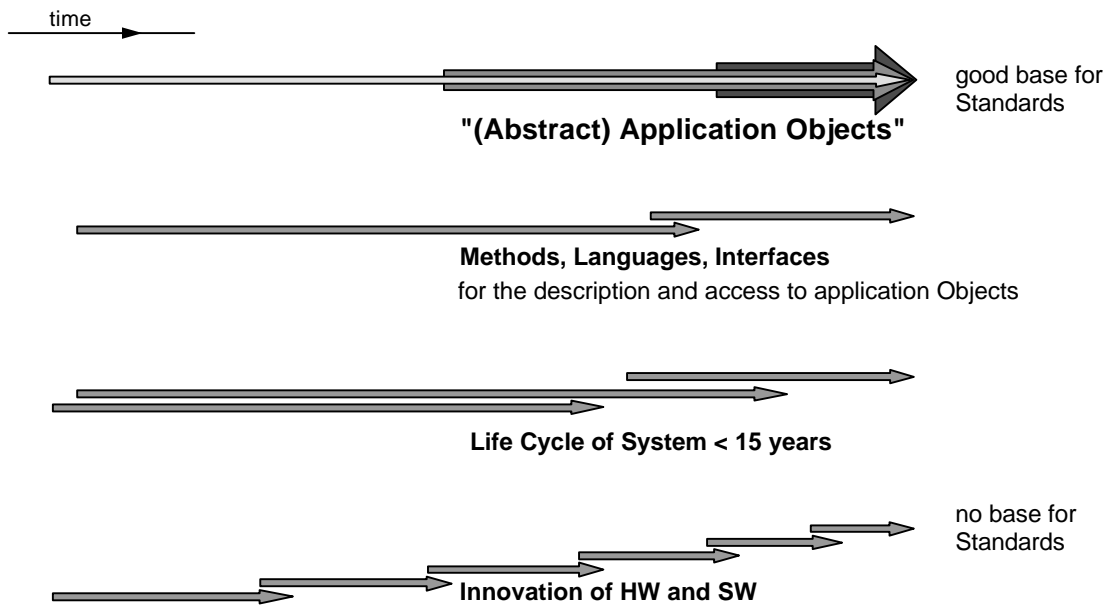 time
good base for
Standards
"(Abstract) Application Objects"
Methods, Languages, Interfaces
for the description and access to application Objects
Life Cycle of System < 15 years
no base for
Standards
Innovation of HW and SW